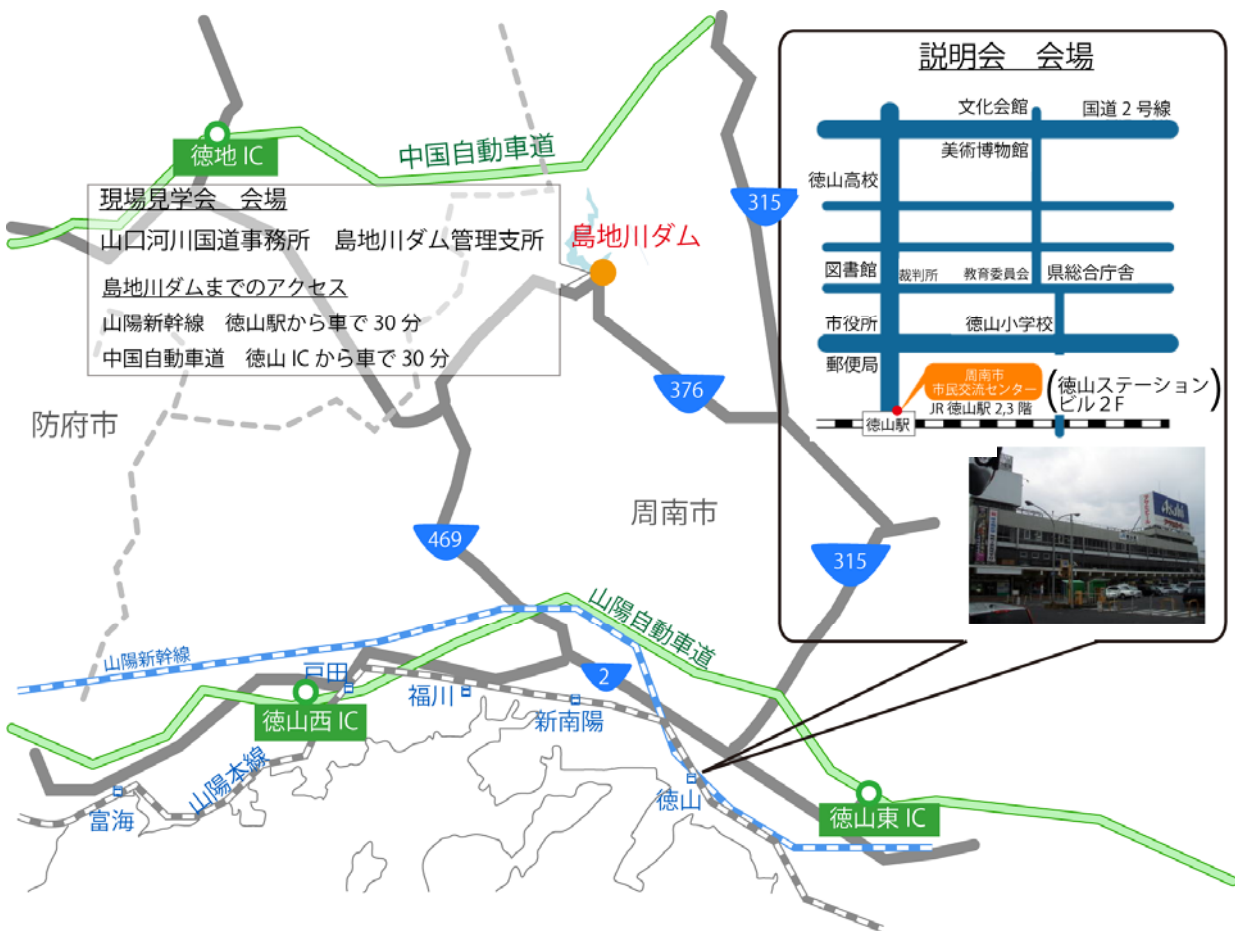 説明会　会場
文化会館
国道2号線
美術博物館
徳山高校
図書館
裁判所
教育委員会
県総合庁舎
市役所
徳山小学校
郵便局
周南市
市民交流センター
(徳山ステーション
ビル2F)
JR 徳山駅 2,3 階
徳山駅
Asahi
徳地 IC
中国自動車道
315
現場見学会　会場
山口河川国道事務所　島地川ダム管理支所
島地川ダムまでのアクセス
山陽新幹線　徳山駅から車で 30 分
中国自動車道　徳山 IC から車で 30 分
島地川ダム
376
防府市
周南市
469
315
山陽自動車道
山陽新幹線
戸田
2
福川
新南陽
徳山西 IC
山陽本線
富海
徳山
徳山東 IC